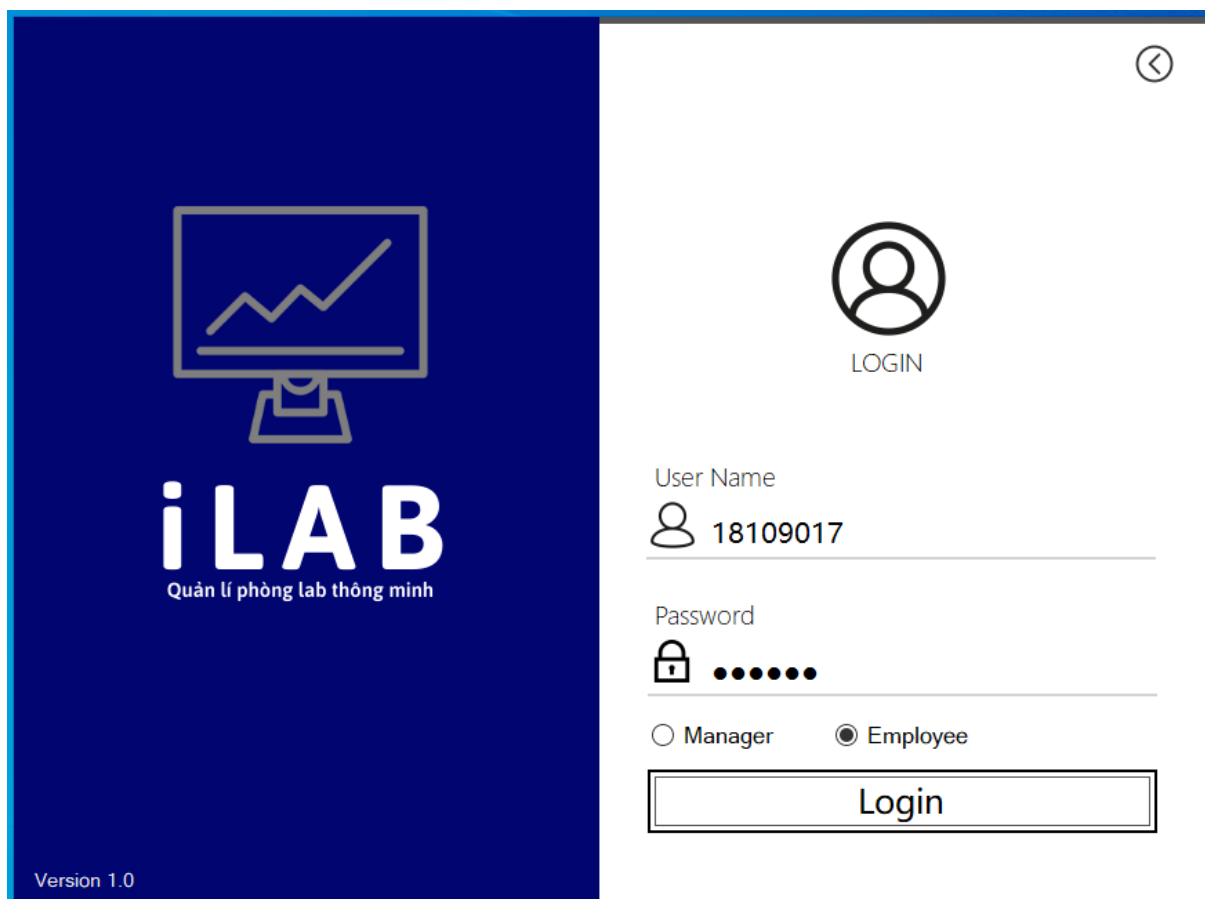 iLAB
Quản lí phòng lab thông minh
Version 1.0
LOGIN
User Name
18109017
Password
●●●●●●
Manager Employee
Login